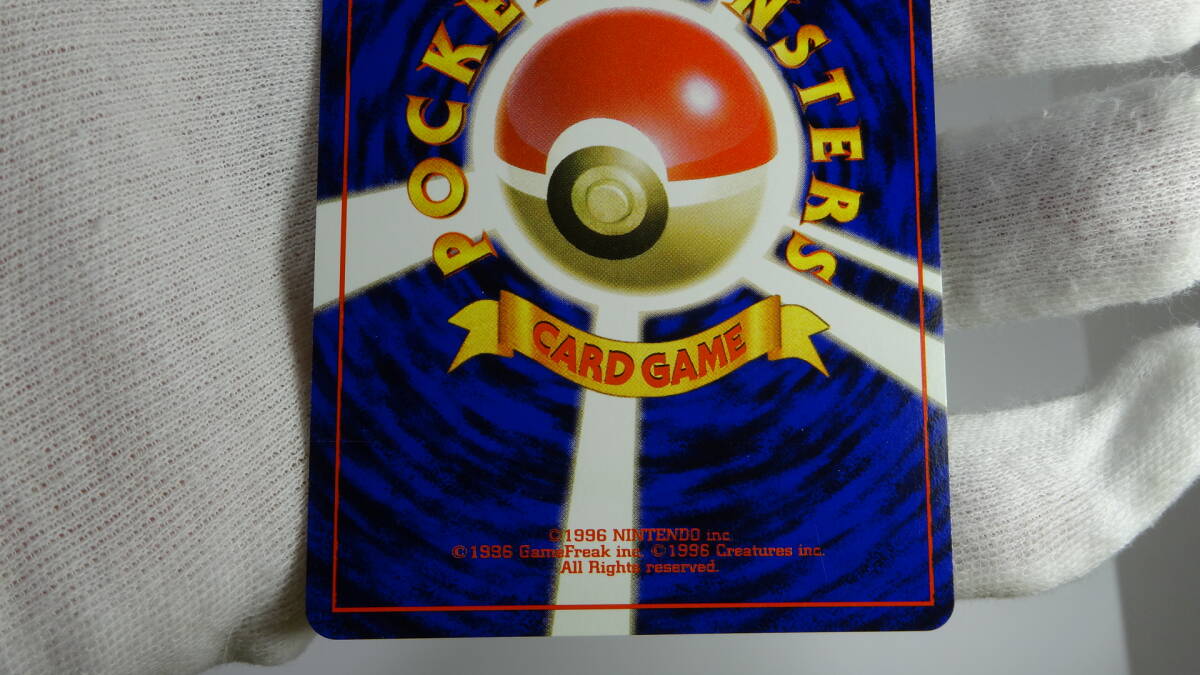 POCKE NSTERS
CARD GAME
©1996 NINTENDO inc.
©1996 GameFreak inc. ©1996 Creatures inc.
All Rights reserved.